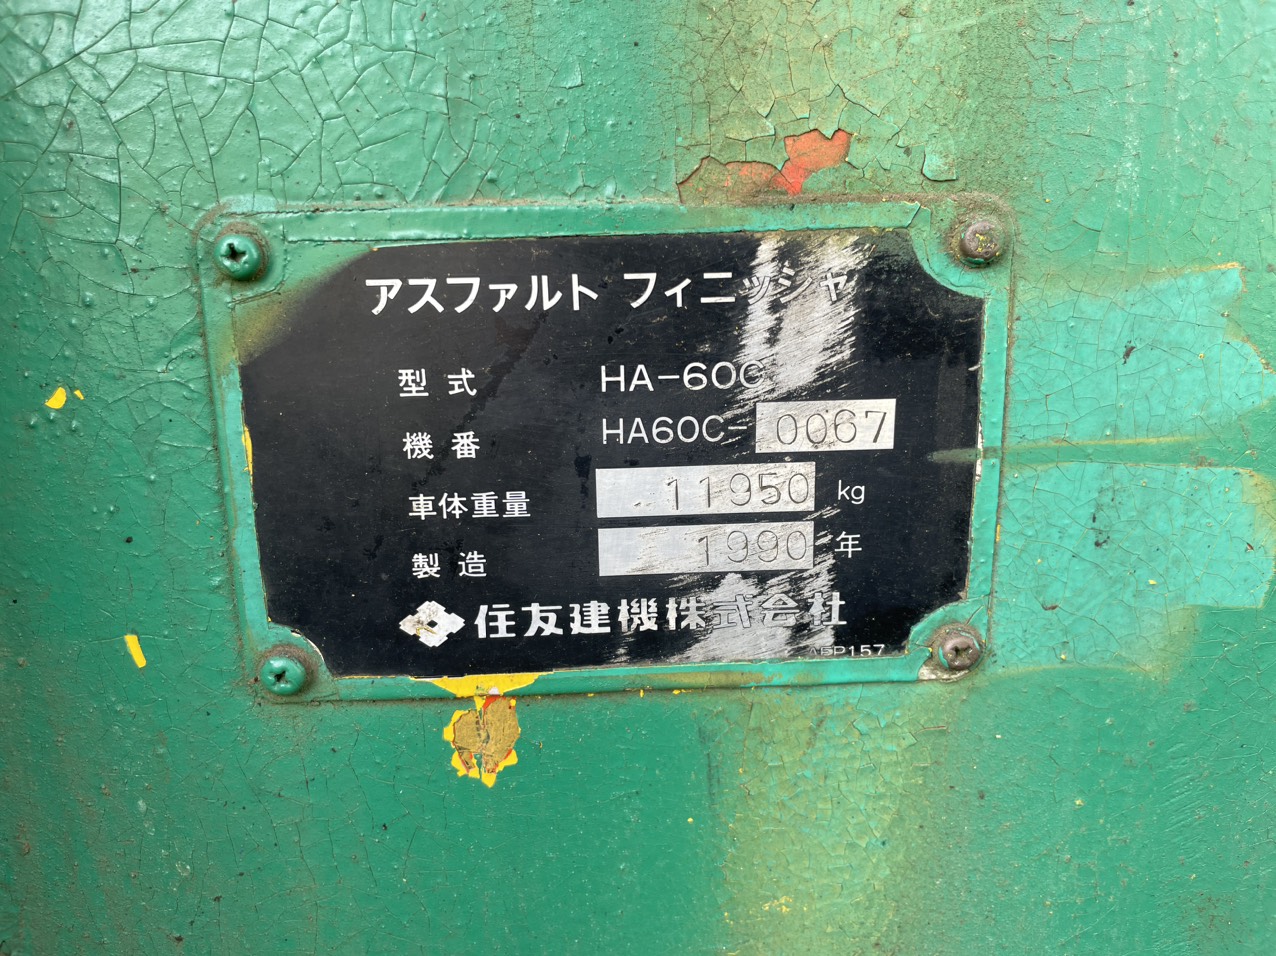 アスファルト フィニッシャ
型式 HA-60C
機番 HA60C-0067
車体重量 11950 kg
製造 1990 年
住友建機株式会社
A5P157